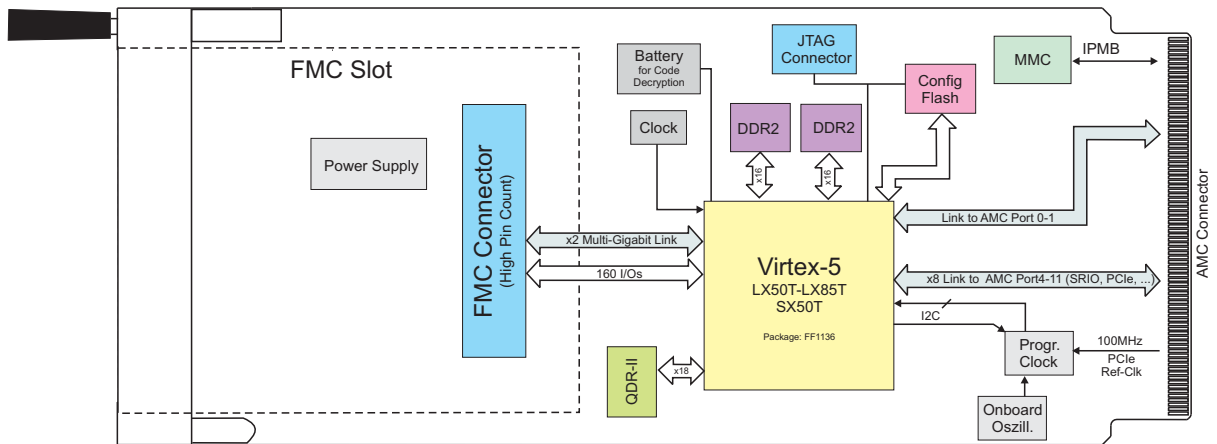 FMC Slot
Power Supply
FMC Connector
(High Pin Count)
x2 Multi-Gigabit Link
160 I/Os
Battery
for Code
Decryption
Clock
DDR2
x16
DDR2
x16
JTAG
Connector
Config
Flash
MMC
IPMB
Link to AMC Port 0-1
x8 Link to AMC Port4-11 (SRIO, PCIe, ...)
AMC Connector
Virtex-5
LX50T-LX85T
SX50T
Package: FF1136
QDR-II
x18
I2C
Progr.
Clock
100MHz
PCIe
Ref-Clk
Onboard
Oszill.